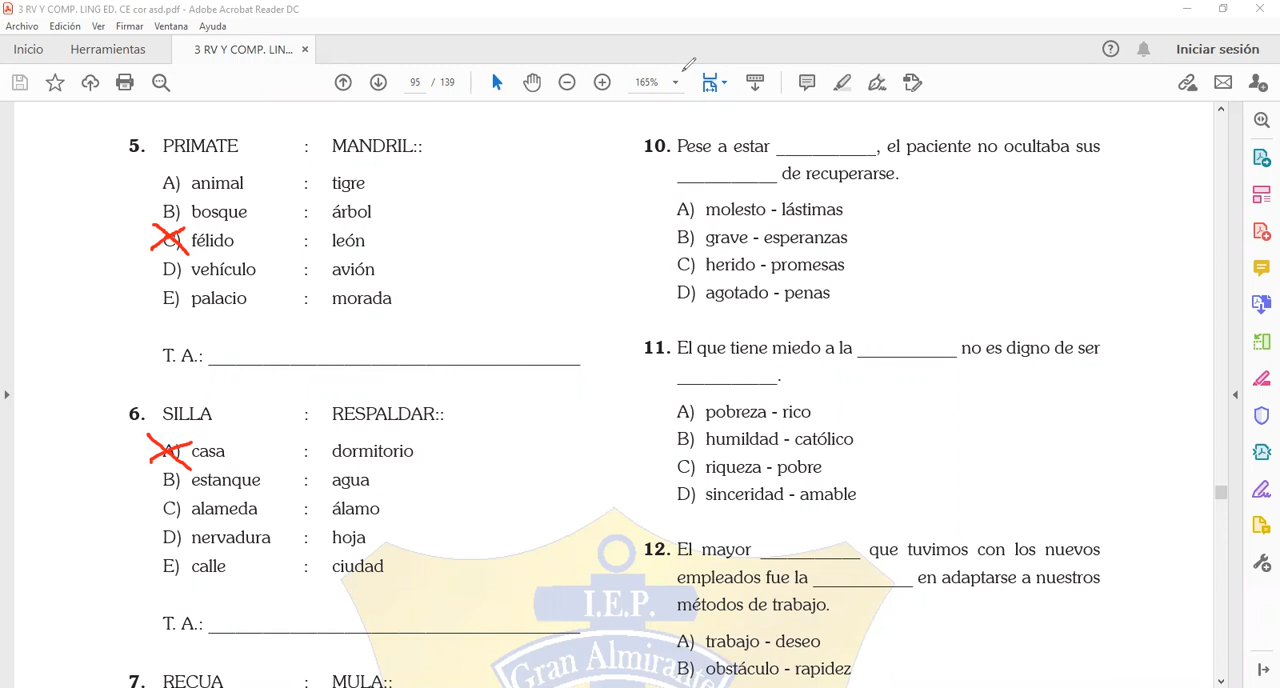 3 RV Y COMP. LING ED. CE cor asd.pdf - Adobe Acrobat Reader DC
Archivo Edición Ver Firmar Ventana Ayuda
Inicio Herramientas 3 RV Y COMP. LIN... × Iniciar sesión
95 / 139 165%
5. PRIMATE : MANDRIL::
A) animal : tigre
B) bosque : árbol
C) félido : león
D) vehículo : avión
E) palacio : morada
T. A.:
6. SILLA : RESPALDAR::
A) casa : dormitorio
B) estanque : agua
C) alameda : álamo
D) nervadura : hoja
E) calle : ciudad
T. A.:
7. RECUA : MULA::
10. Pese a estar __________, el paciente no ocultaba sus
__________ de recuperarse.
A) molesto - lástimas
B) grave - esperanzas
C) herido - promesas
D) agotado - penas
11. El que tiene miedo a la __________ no es digno de ser
__________.
A) pobreza - rico
B) humildad - católico
C) riqueza - pobre
D) sinceridad - amable
12. El mayor __________ que tuvimos con los nuevos
empleados fue la __________ en adaptarse a nuestros
métodos de trabajo.
A) trabajo - deseo
B) obstáculo - rapidez
I.E.P.
Gran Almirante